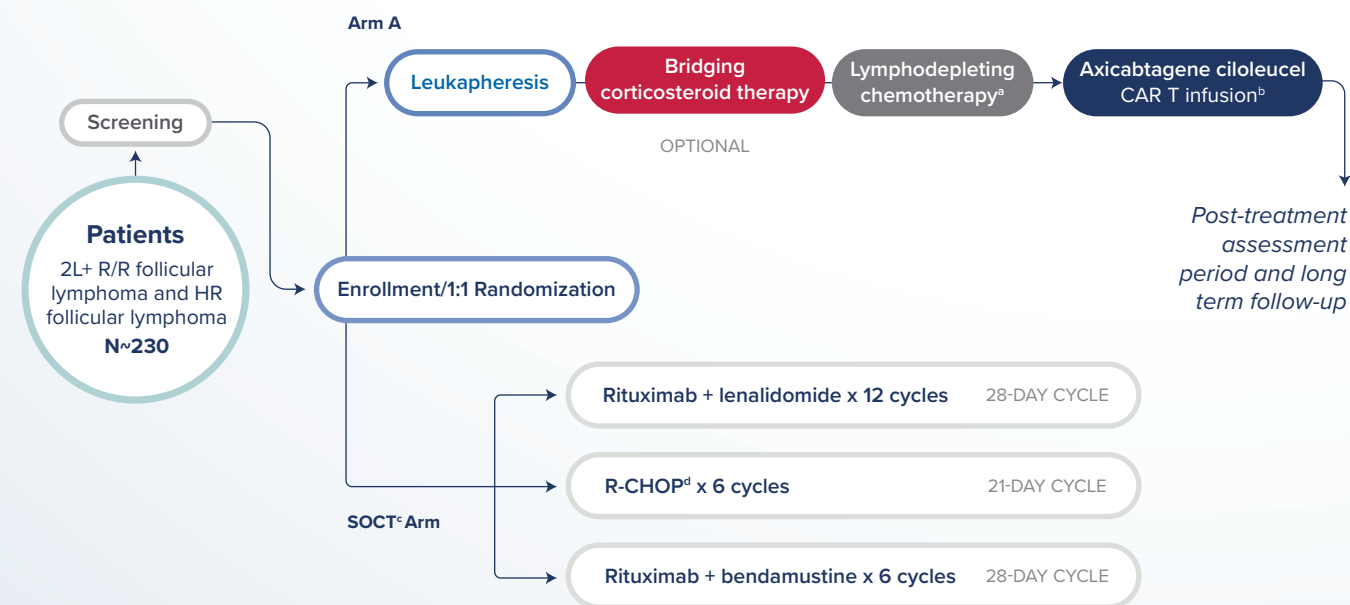 Arm A
Leukapheresis
Bridging
corticosteroid therapy
OPTIONAL
Lymphodepleting
chemotherapyᵃ
Axicabtagene ciloleucel
CAR T infusionᵇ
Screening
Patients
2L+ R/R follicular
lymphoma and HR
follicular lymphoma
N~230
Enrollment/1:1 Randomization
Post-treatment
assessment
period and long
term follow-up
Rituximab + lenalidomide x 12 cycles 28-DAY CYCLE
R-CHOPᵈ x 6 cycles 21-DAY CYCLE
SOCTᶜ Arm
Rituximab + bendamustine x 6 cycles 28-DAY CYCLE